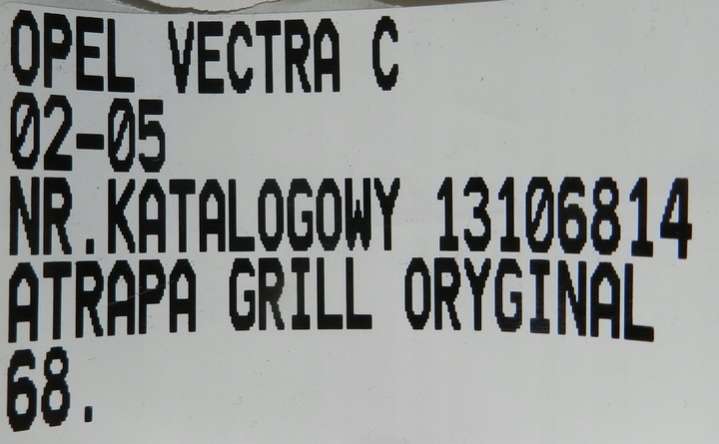 OPEL VECTRA C
02-05
NR.KATALOGOWY 13106814
ATRAPA GRILL ORYGINAL
68.